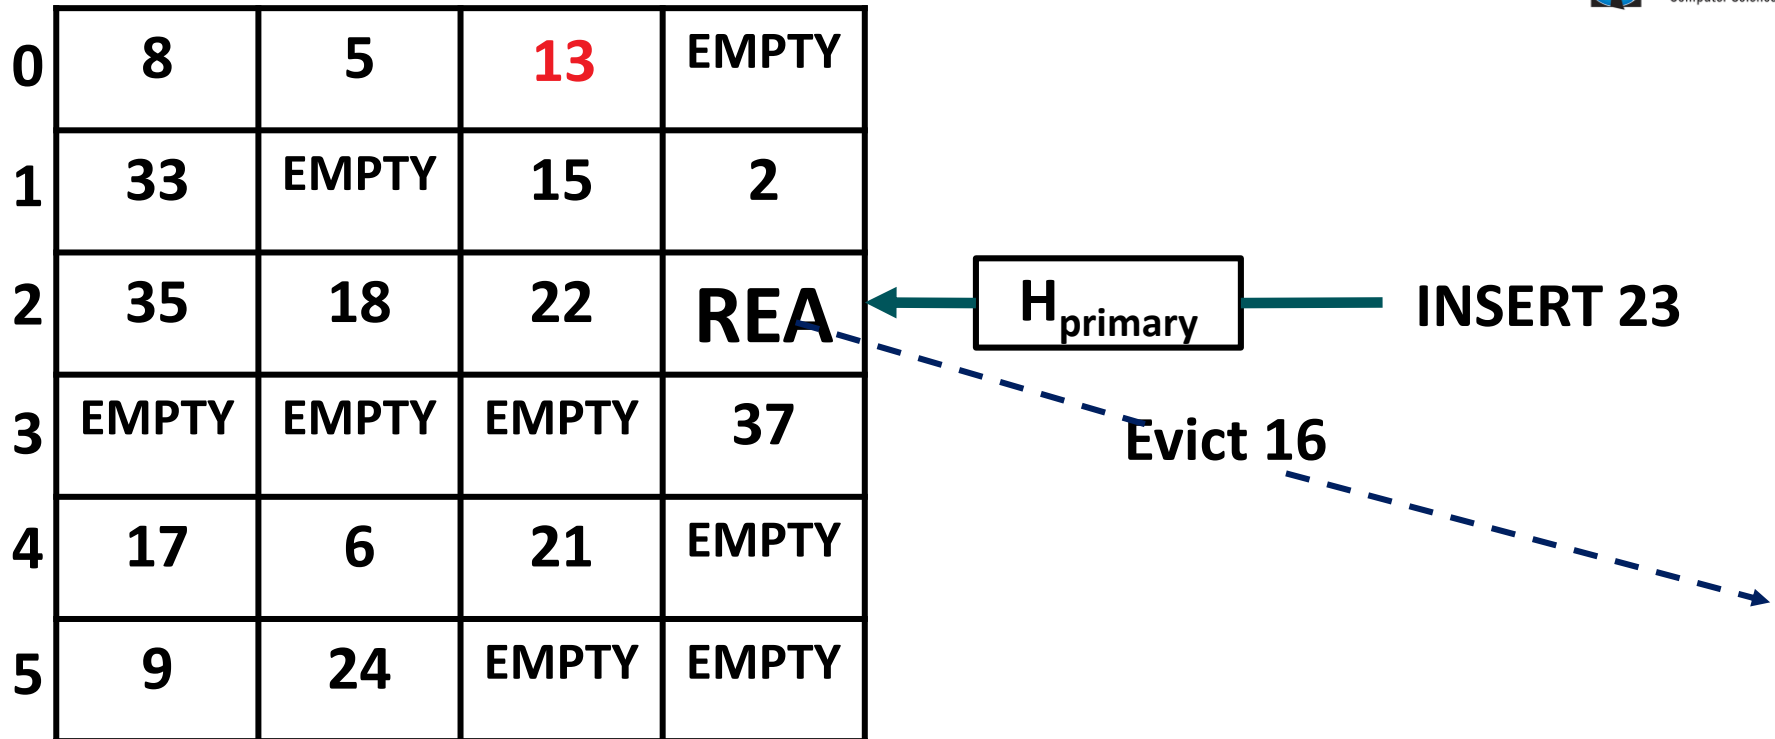 0 8 5 13 EMPTY
1 33 EMPTY 15 2
2 35 18 22 REA
Hprimary
INSERT 23
3 EMPTY EMPTY EMPTY 37
Evict 16
4 17 6 21 EMPTY
5 9 24 EMPTY EMPTY